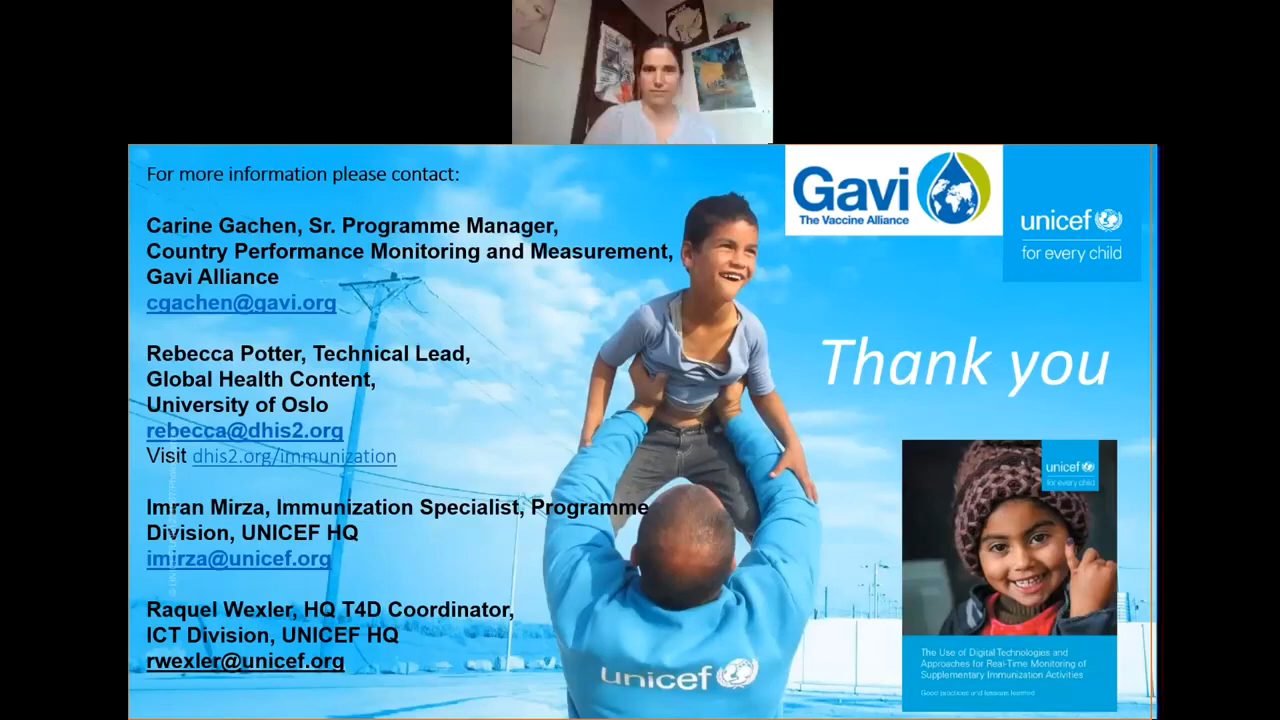 For more information please contact:
Carine Gachen, Sr. Programme Manager,
Country Performance Monitoring and Measurement,
Gavi Alliance
cgachen@gavi.org
Rebecca Potter, Technical Lead,
Global Health Content,
University of Oslo
rebecca@dhis2.org
Visit dhis2.org/immunization
Imran Mirza, Immunization Specialist, Programme
Division, UNICEF HQ
imirza@unicef.org
Raquel Wexler, HQ T4D Coordinator,
ICT Division, UNICEF HQ
rwexler@unicef.org
Gavi
The Vaccine Alliance
unicef
for every child
Thank you
unicef
for every child
The Use of Digital Technologies and
Approaches for Real-Time Monitoring of
Supplementary Immunization Activities
Good practices and lessons learned
unicef